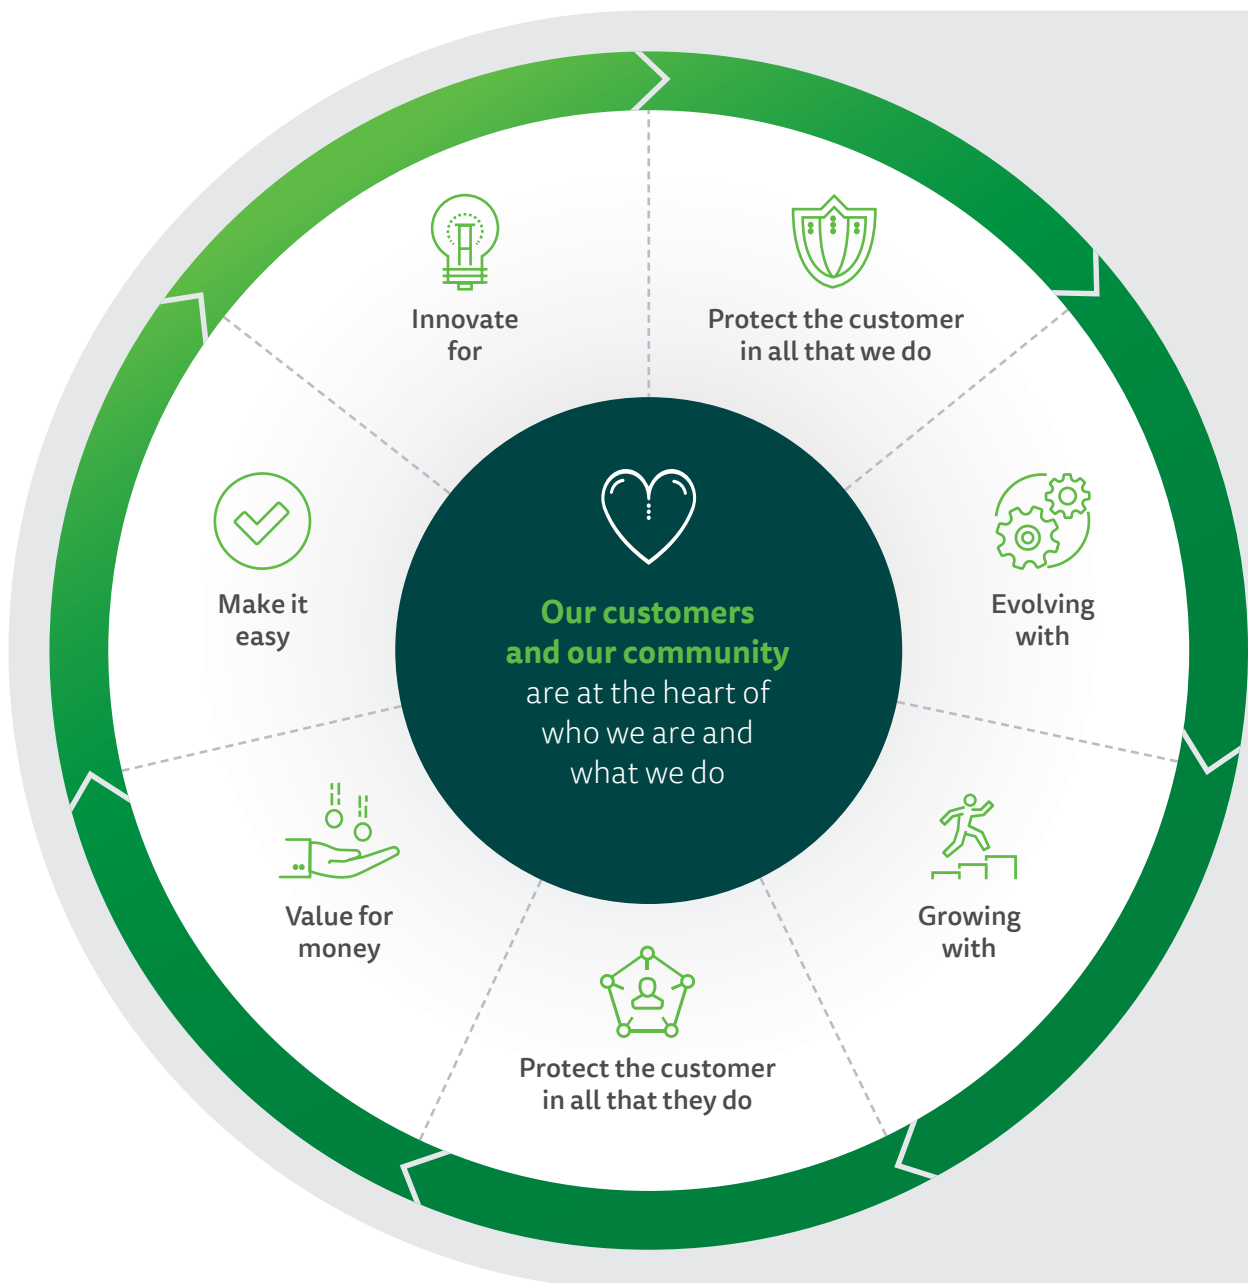 Innovate
for
Protect the customer
in all that we do
Make it
easy
Our customers
and our community
are at the heart of
who we are and
what we do
Evolving
with
Value for
money
Growing
with
Protect the customer
in all that they do